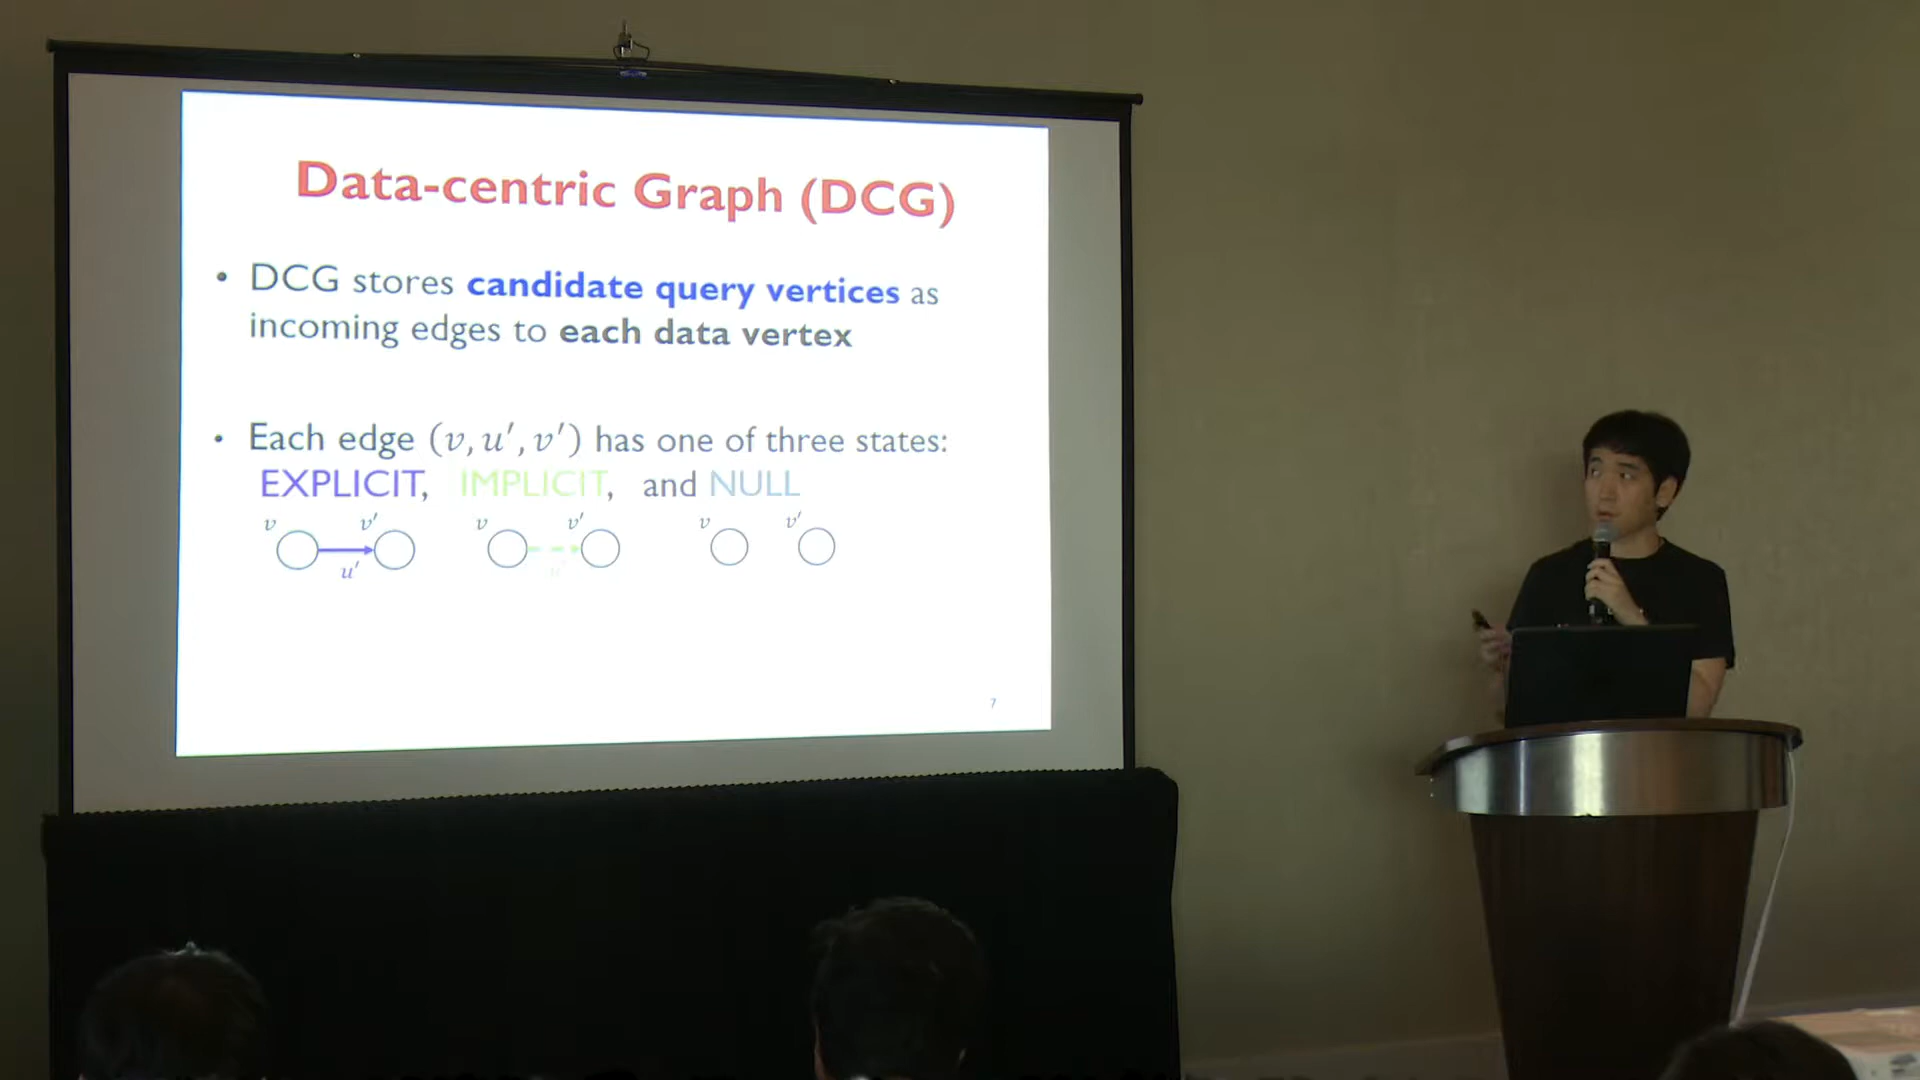 Data-centric Graph (DCG)
• DCG stores candidate query vertices as
incoming edges to each data vertex
• Each edge (v, u′, v′) has one of three states:
EXPLICIT, IMPLICIT, and NULL
v v′ v v′ v v′
u′ u′
7